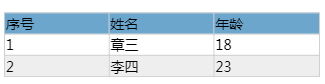 序号 姓名 年龄
1 章三 18
2 李四 23